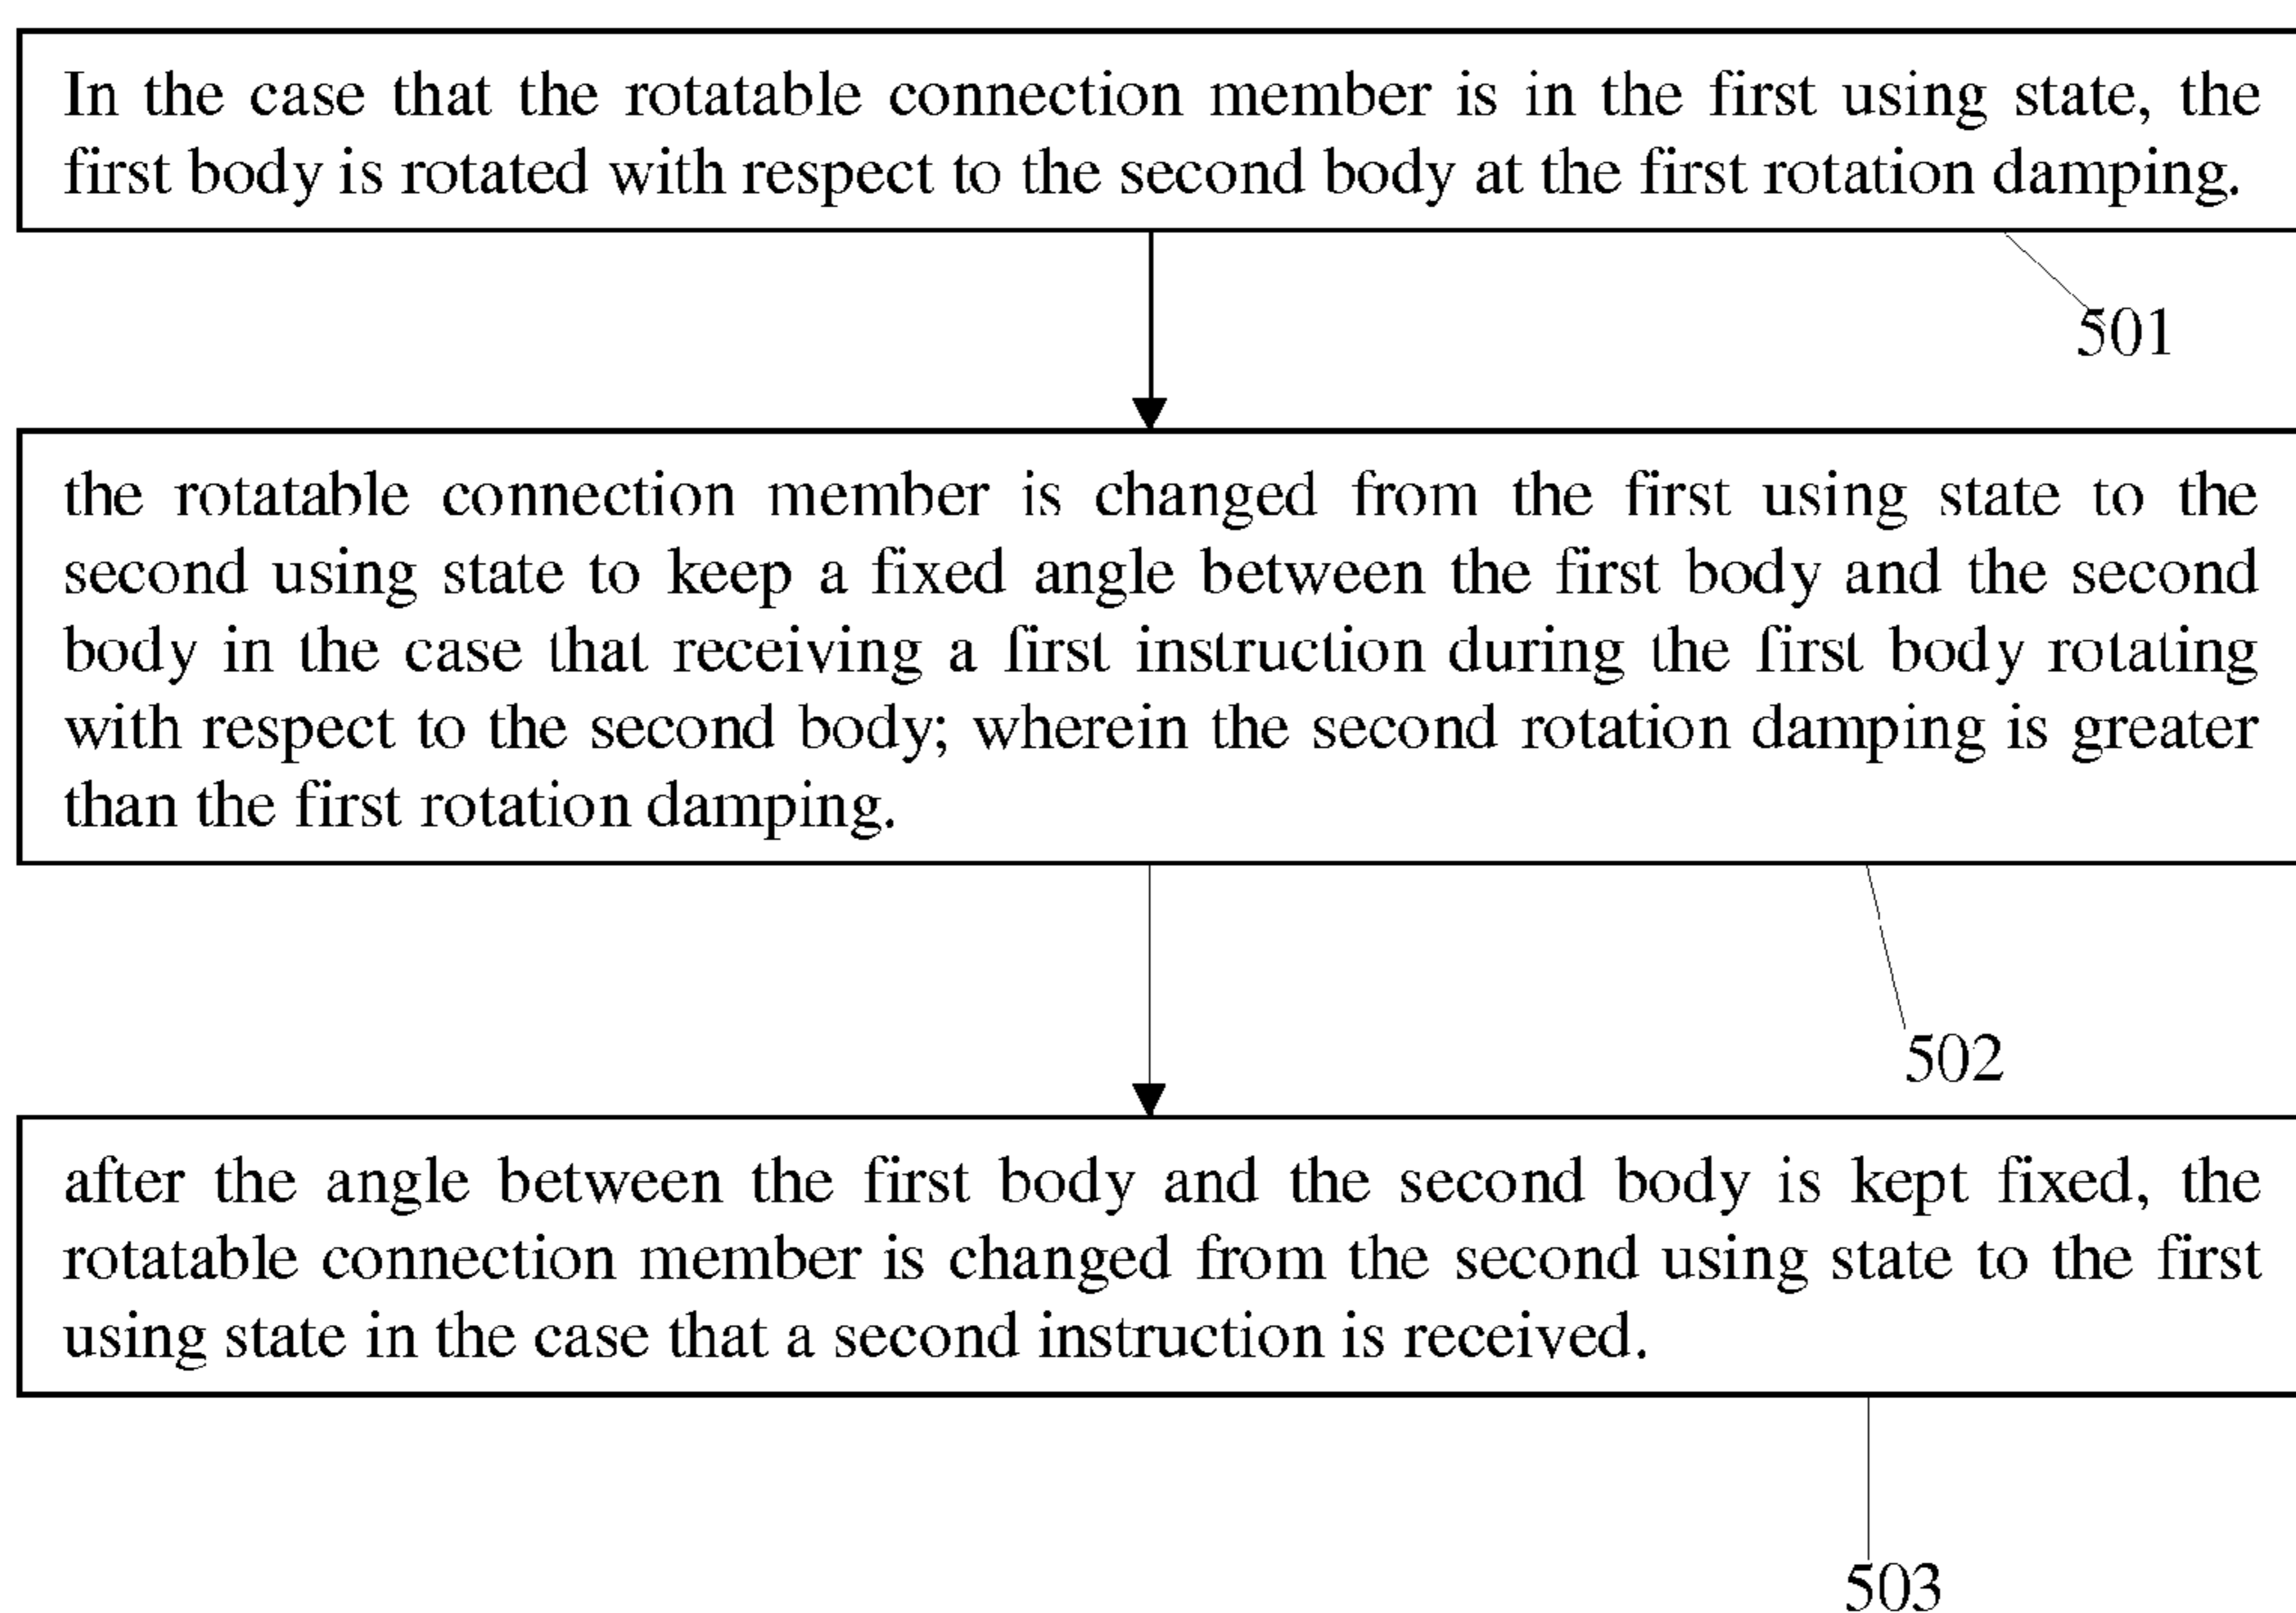 In the case that the rotatable connection member is in the first using state, the
first body is rotated with respect to the second body at the first rotation damping.
501
the rotatable connection member is changed from the first using state to the
second using state to keep a fixed angle between the first body and the second
body in the case that receiving a first instruction during the first body rotating
with respect to the second body; wherein the second rotation damping is greater
than the first rotation damping.
502
after the angle between the first body and the second body is kept fixed, the
rotatable connection member is changed from the second using state to the first
using state in the case that a second instruction is received.
503